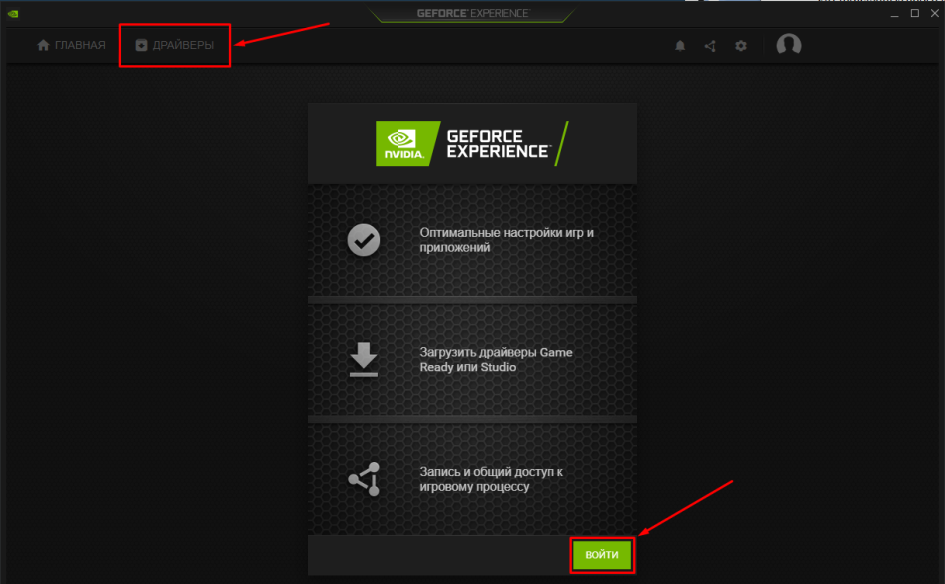 GEFORCE EXPERIENCE
ГЛАВНАЯ
ДРАЙВЕРЫ
NVIDIA.
GEFORCE
EXPERIENCE
Оптимальные настройки игр и
приложений
Загрузить драйверы Game
Ready или Studio
Запись и общий доступ к
игровому процессу
ВОЙТИ